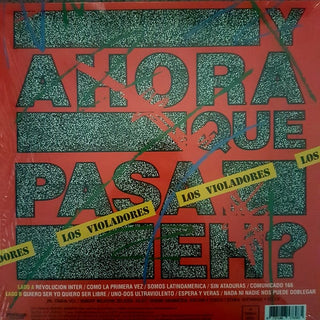 Y
AHORA
QUE
PASA
EH?
LOS VIOLADORES
LOS VIOLADORES
LOS
VIOLADORES
LADO A REVOLUCIÓN INTER / COMO LA PRIMERA VEZ / SOMOS LATINOAMERICA / SIN ATADURAS / COMUNICADO 166
LADO B QUIERO SER YO QUIERO SER LIBRE / UNO-DOS ULTRAVIOLENTO / ESPERA Y VERAS / NADA NI NADIE NOS PUEDE DOBLEGAR